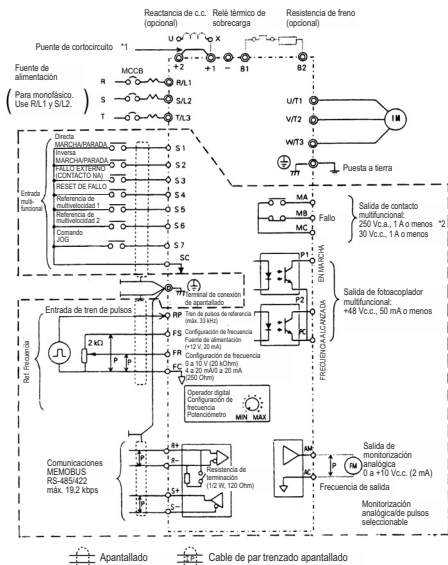 Reactancia de c.c. (opcional)
Relé térmico de sobrecarga
Resistencia de freno (opcional)
U X
Puente de cortocircuito *1
+2 +1 − B1 B2
Fuente de alimentación
MCCB
R R/L1
S S/L2
T T/L3
( Para monofásico. Use R/L1 y S/L2. )
U/T1
V/T2
W/T3
IM
Puesta a tierra
Entrada multi-funcional
Directa MARCHA/PARADA S 1
Inversa MARCHA/PARADA S 2
FALLO EXTERNO (CONTACTO NA) S 3
RESET DE FALLO S 4
Referencia de multivelocidad 1 S 5
Referencia de multivelocidad 2 S 6
Comando JOG S 7
SC
Terminal de conexión de apantallado
MA
MB
MC
Fallo
Salida de contacto multifuncional:
250 Vc.a., 1 A o menos *2
30 Vc.c., 1 A o menos
P1
EN MARCHA
P2
PC
FRECUENCIA ALCANZADA
Salida de fotoacoplador multifuncional:
+48 Vc.c., 50 mA o menos
Ref. Frecuencia
Entrada de tren de pulsos
RP Tren de pulsos de referencia (máx. 33 kHz)
2 kΩ
P P
FS Configuración de frecuencia
Fuente de alimentación (+12 V, 20 mA)
FR Configuración de frecuencia
0 a 10 V (20 kOhm)
FC 4 a 20 mA/0 a 20 mA (250 Ohm)
Operador digital
Configuración de frecuencia
Potenciómetro
MIN MAX
Comunicaciones MEMOBUS
RS-485/422
máx. 19,2 kbps
P
P
R+
R−
S+
S−
Resistencia de terminación (1/2 W, 120 Ohm)
AM
AC
P
FM
Salida de monitorización analógica
0 a +10 Vc.c. (2 mA)
Frecuencia de salida
Monitorización analógica/de pulsos seleccionable
Apantallado
P Cable de par trenzado apantallado